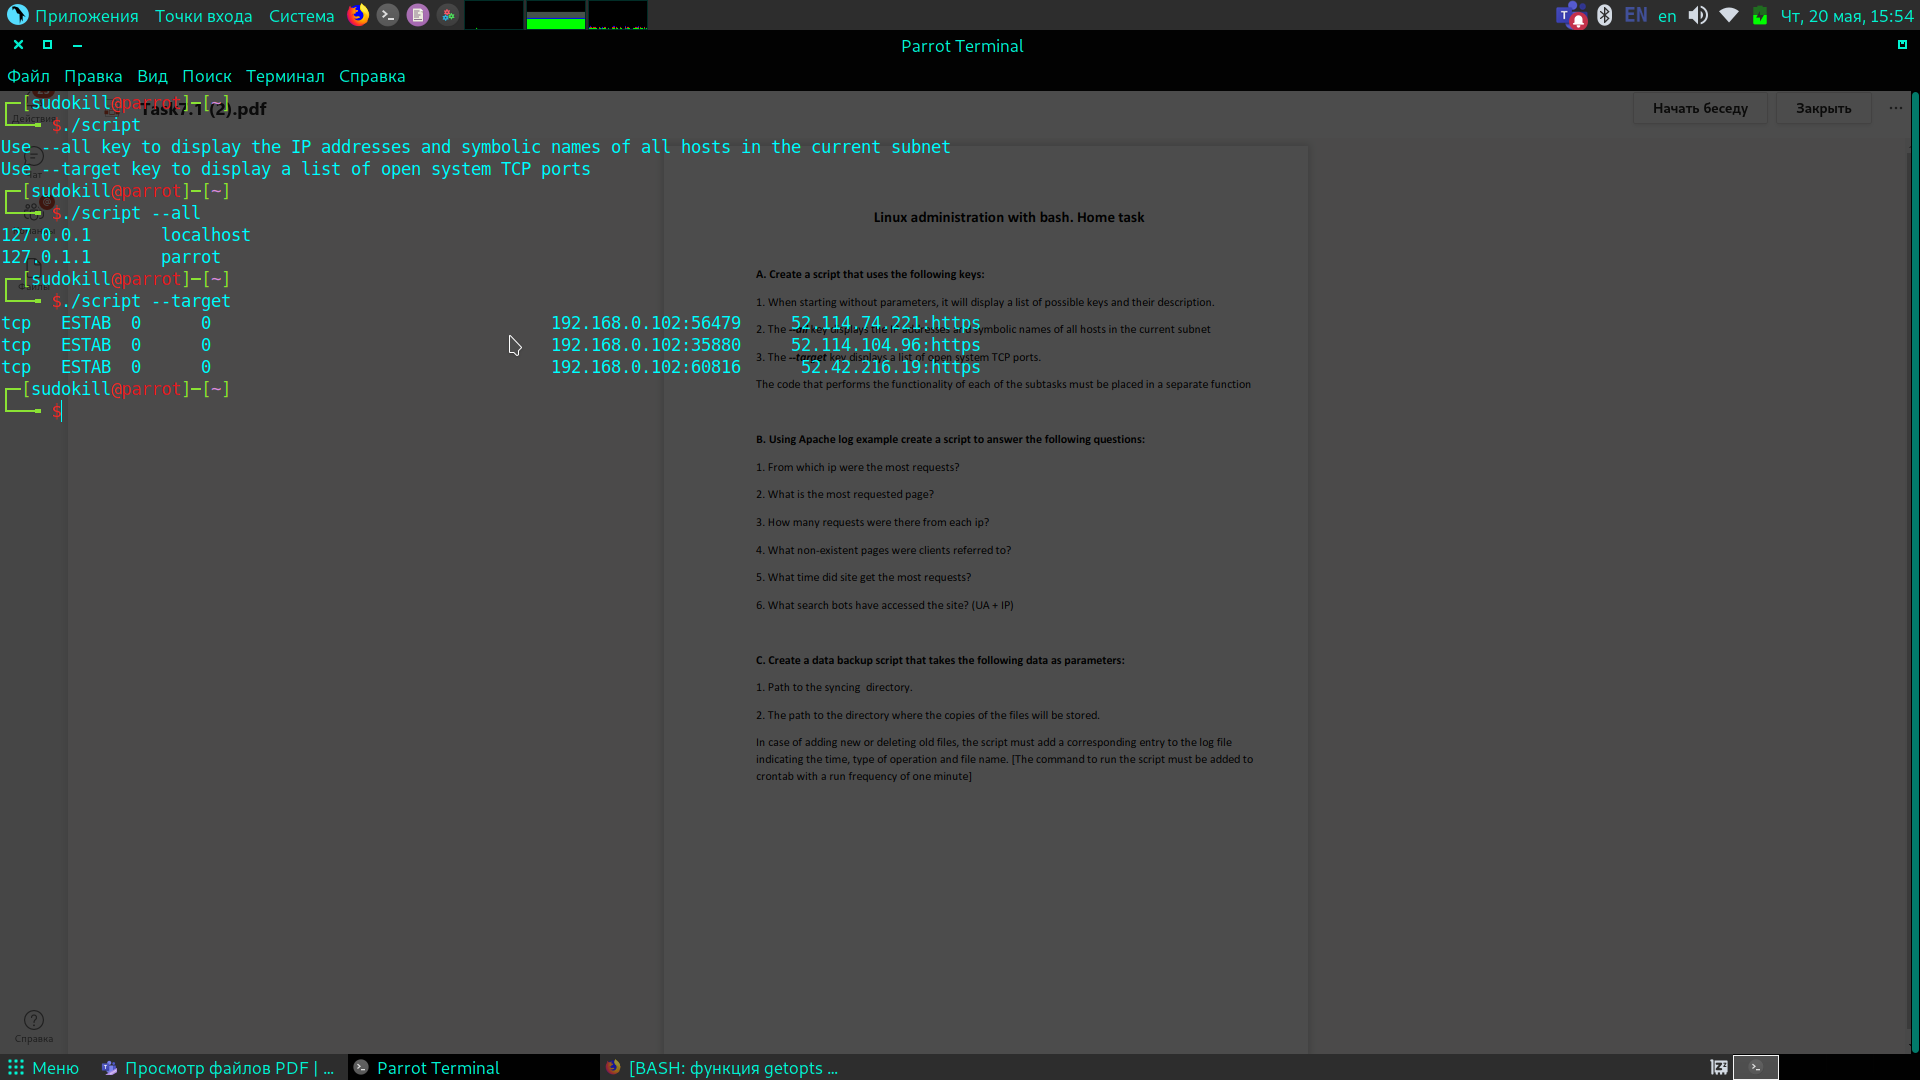 Приложения Точки входа Система EN en Чт, 20 мая, 15:54
Parrot Terminal
Файл Правка Вид Поиск Терминал Справка
┌─[sudokill@parrot]─[~]
└──╼ $./script
Use --all key to display the IP addresses and symbolic names of all hosts in the current subnet
Use --target key to display a list of open system TCP ports
┌─[sudokill@parrot]─[~]
└──╼ $./script --all
127.0.0.1 localhost
127.0.1.1 parrot
┌─[sudokill@parrot]─[~]
└──╼ $./script --target
tcp ESTAB 0 0 192.168.0.102:56479 52.114.74.221:https
tcp ESTAB 0 0 192.168.0.102:35880 52.114.104.96:https
tcp ESTAB 0 0 192.168.0.102:60816 52.42.216.19:https
┌─[sudokill@parrot]─[~]
└──╼ $
Task7.1 (2).pdf
Начать беседу Закрыть ...
Linux administration with bash. Home task
A. Create a script that uses the following keys:
1. When starting without parameters, it will display a list of possible keys and their description.
2. The --all key displays the IP addresses and symbolic names of all hosts in the current subnet
3. The --target key displays a list of open system TCP ports.
The code that performs the functionality of each of the subtasks must be placed in a separate function
B. Using Apache log example create a script to answer the following questions:
1. From which ip were the most requests?
2. What is the most requested page?
3. How many requests were there from each ip?
4. What non-existent pages were clients referred to?
5. What time did site get the most requests?
6. What search bots have accessed the site? (UA + IP)
C. Create a data backup script that takes the following data as parameters:
1. Path to the syncing directory.
2. The path to the directory where the copies of the files will be stored.
In case of adding new or deleting old files, the script must add a corresponding entry to the log file
indicating the time, type of operation and file name. [The command to run the script must be added to
crontab with a run frequency of one minute]
Справка
Меню Просмотр файлов PDF | ... Parrot Terminal [BASH: функция getopts ...